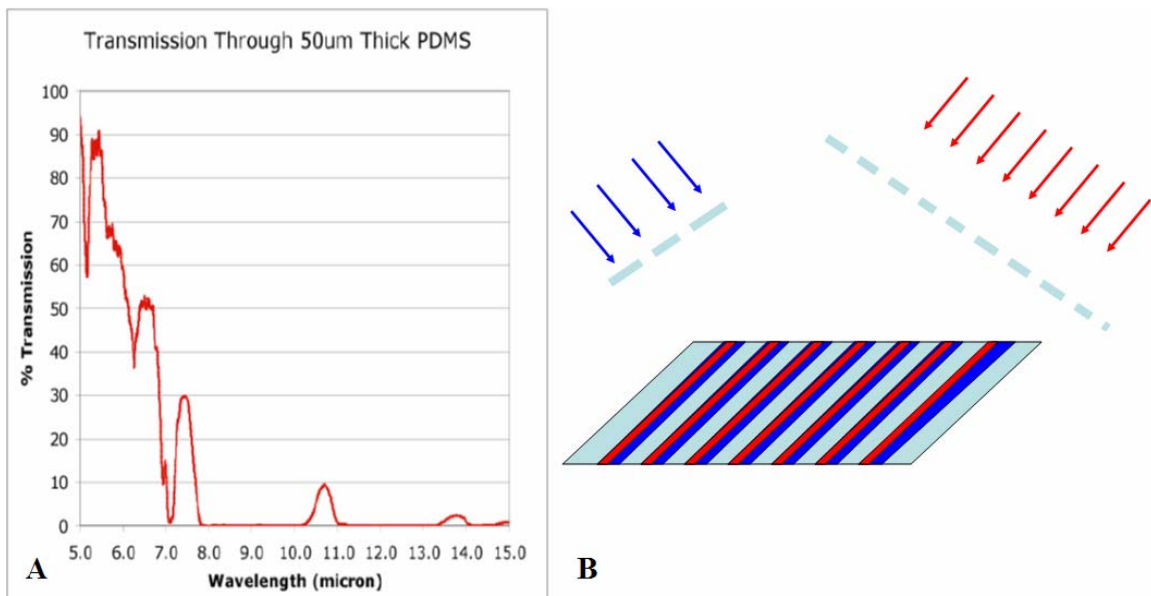 Transmission Through 50um Thick PDMS
100
90
80
70
60
50
40
30
20
10
0
% Transmission
5.0 6.0 7.0 8.0 9.0 10.0 11.0 12.0 13.0 14.0 15.0
Wavelength (micron)
A
B